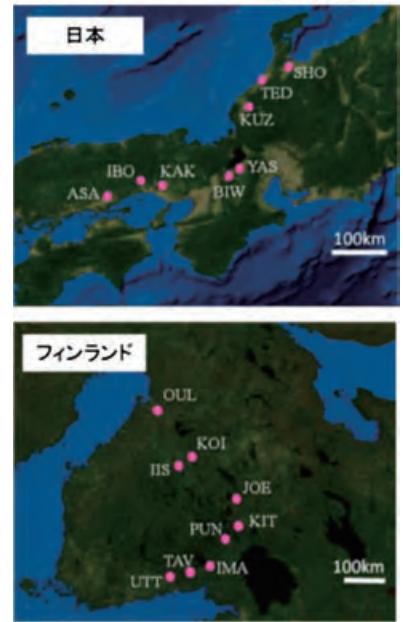 日本
SHO
TED
KUZ
YAS
IBO
KAK
BIW
ASA
100km
フィンランド
OUL
KOI
IIS
JOE
KIT
PUN
TAV
IMA
UTT
100km